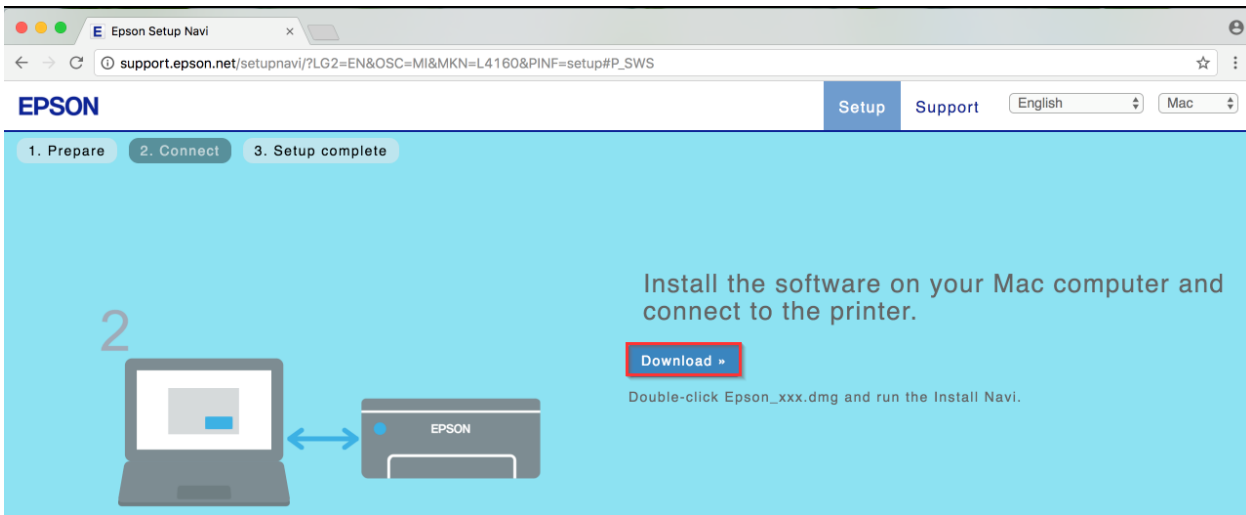 Epson Setup Navi
support.epson.net/setupnavi/?LG2=EN&OSC=MI&MKN=L4160&PINF=setup#P_SWS
EPSON
Setup
Support
English
Mac
1. Prepare
2. Connect
3. Setup complete
Install the software on your Mac computer and
connect to the printer.
2
Download »
Double-click Epson_xxx.dmg and run the Install Navi.
EPSON